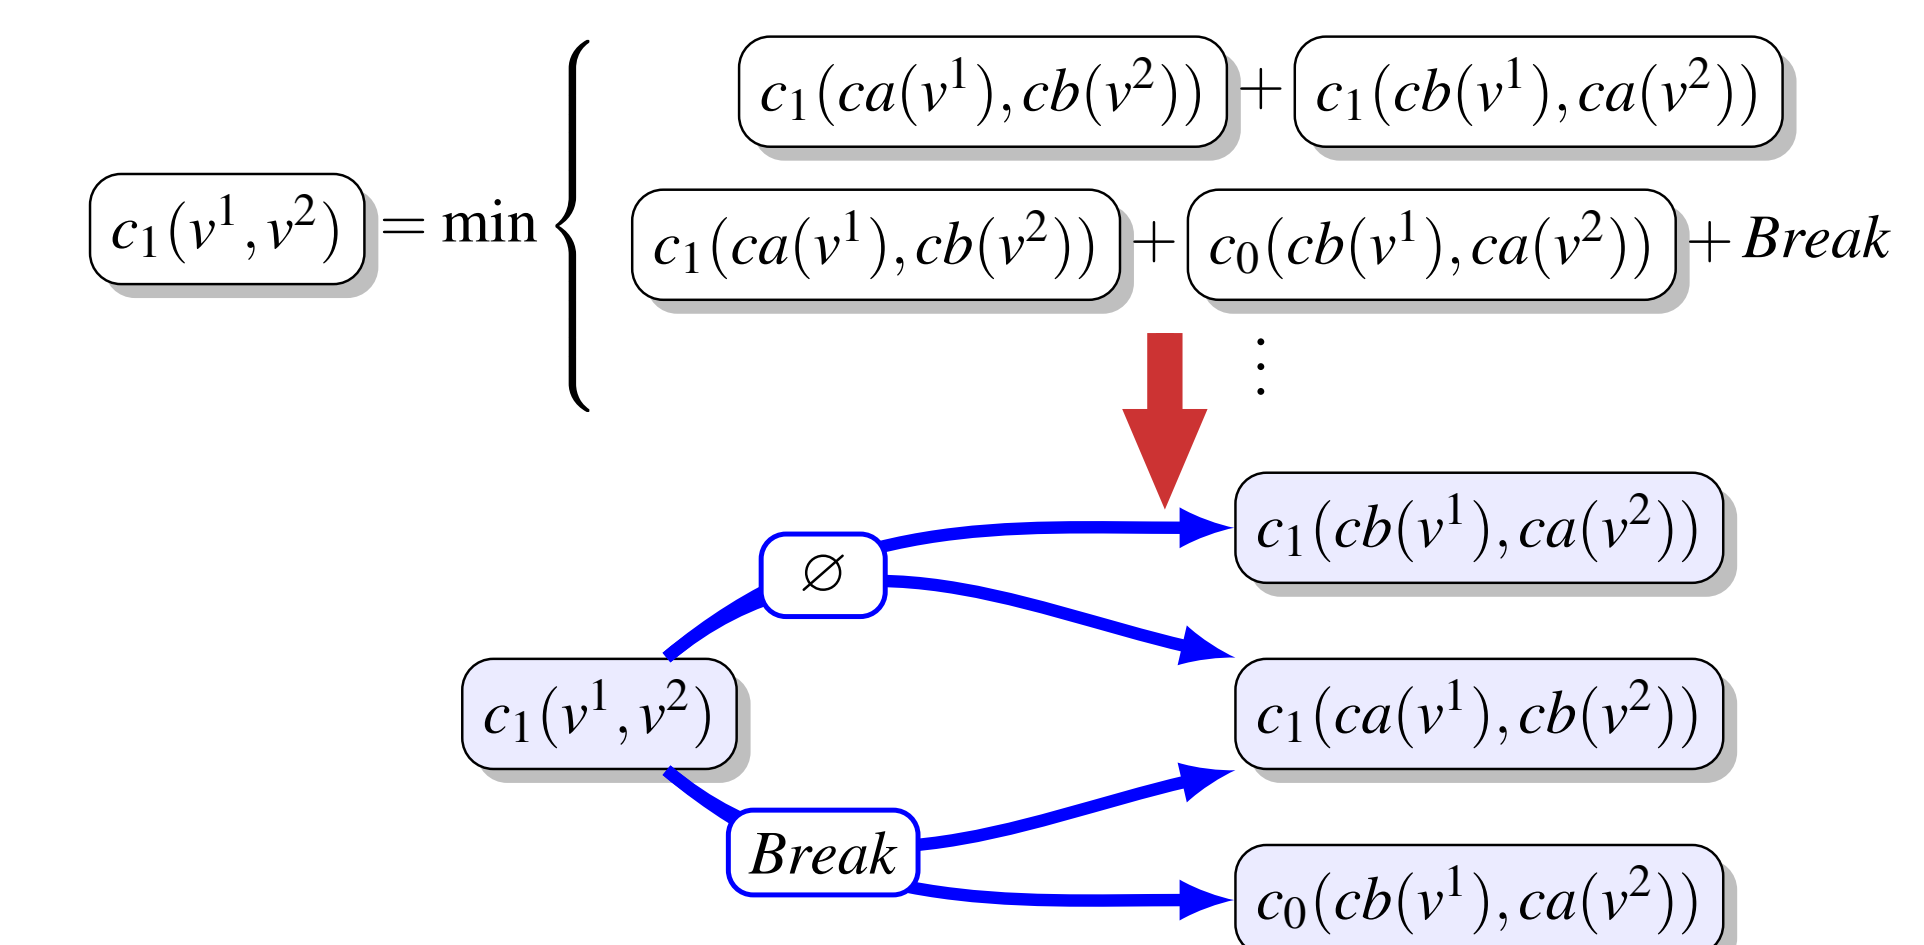 c₁(ca(v¹),cb(v²)) + c₁(cb(v¹),ca(v²))
c₁(v¹,v²) = min {
c₁(ca(v¹),cb(v²)) + c₀(cb(v¹),ca(v²)) + Break
⋮
c₁(cb(v¹),ca(v²))
∅
c₁(v¹,v²)
c₁(ca(v¹),cb(v²))
Break
c₀(cb(v¹),ca(v²))